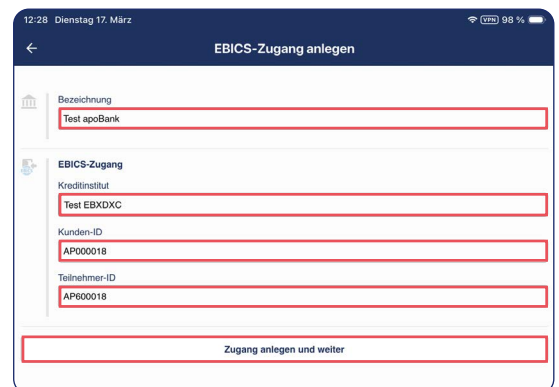 12:28 Dienstag 17. März VPN 98 %
EBICS-Zugang anlegen
Bezeichnung
Test apoBank
EBICS-Zugang
Kreditinstitut
Test EBXDXC
Kunden-ID
AP000018
Teilnehmer-ID
AP600018
Zugang anlegen und weiter